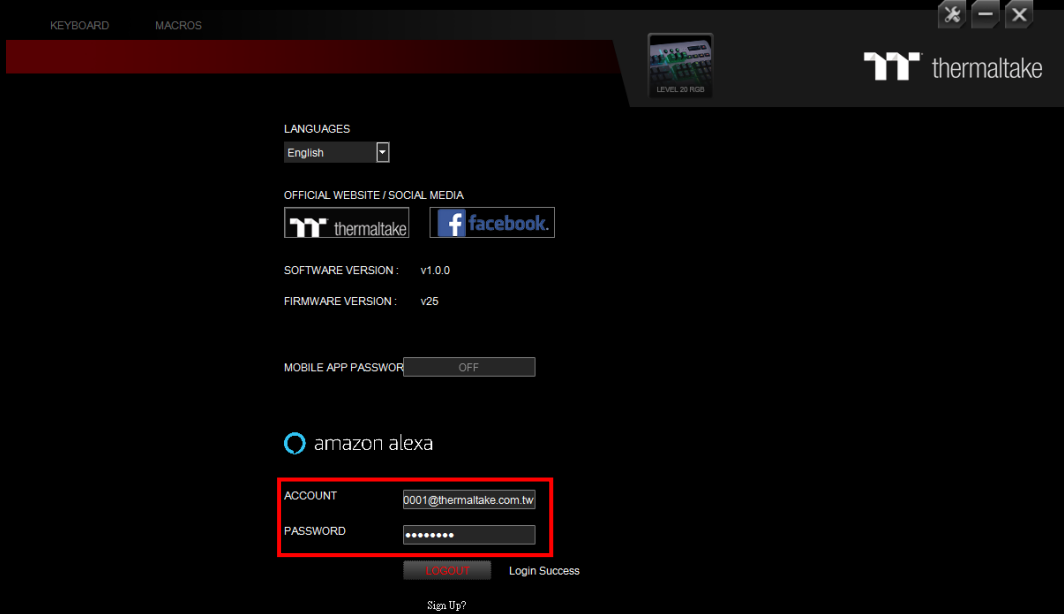 KEYBOARD MACROS
LEVEL 20 RGB
thermaltake
LANGUAGES
English
OFFICIAL WEBSITE / SOCIAL MEDIA
thermaltake
f facebook.
SOFTWARE VERSION : v1.0.0
FIRMWARE VERSION : v25
MOBILE APP PASSWOR OFF
amazon alexa
ACCOUNT 0001@thermaltake.com.tw
PASSWORD ••••••••
LOGOUT Login Success
Sign Up?